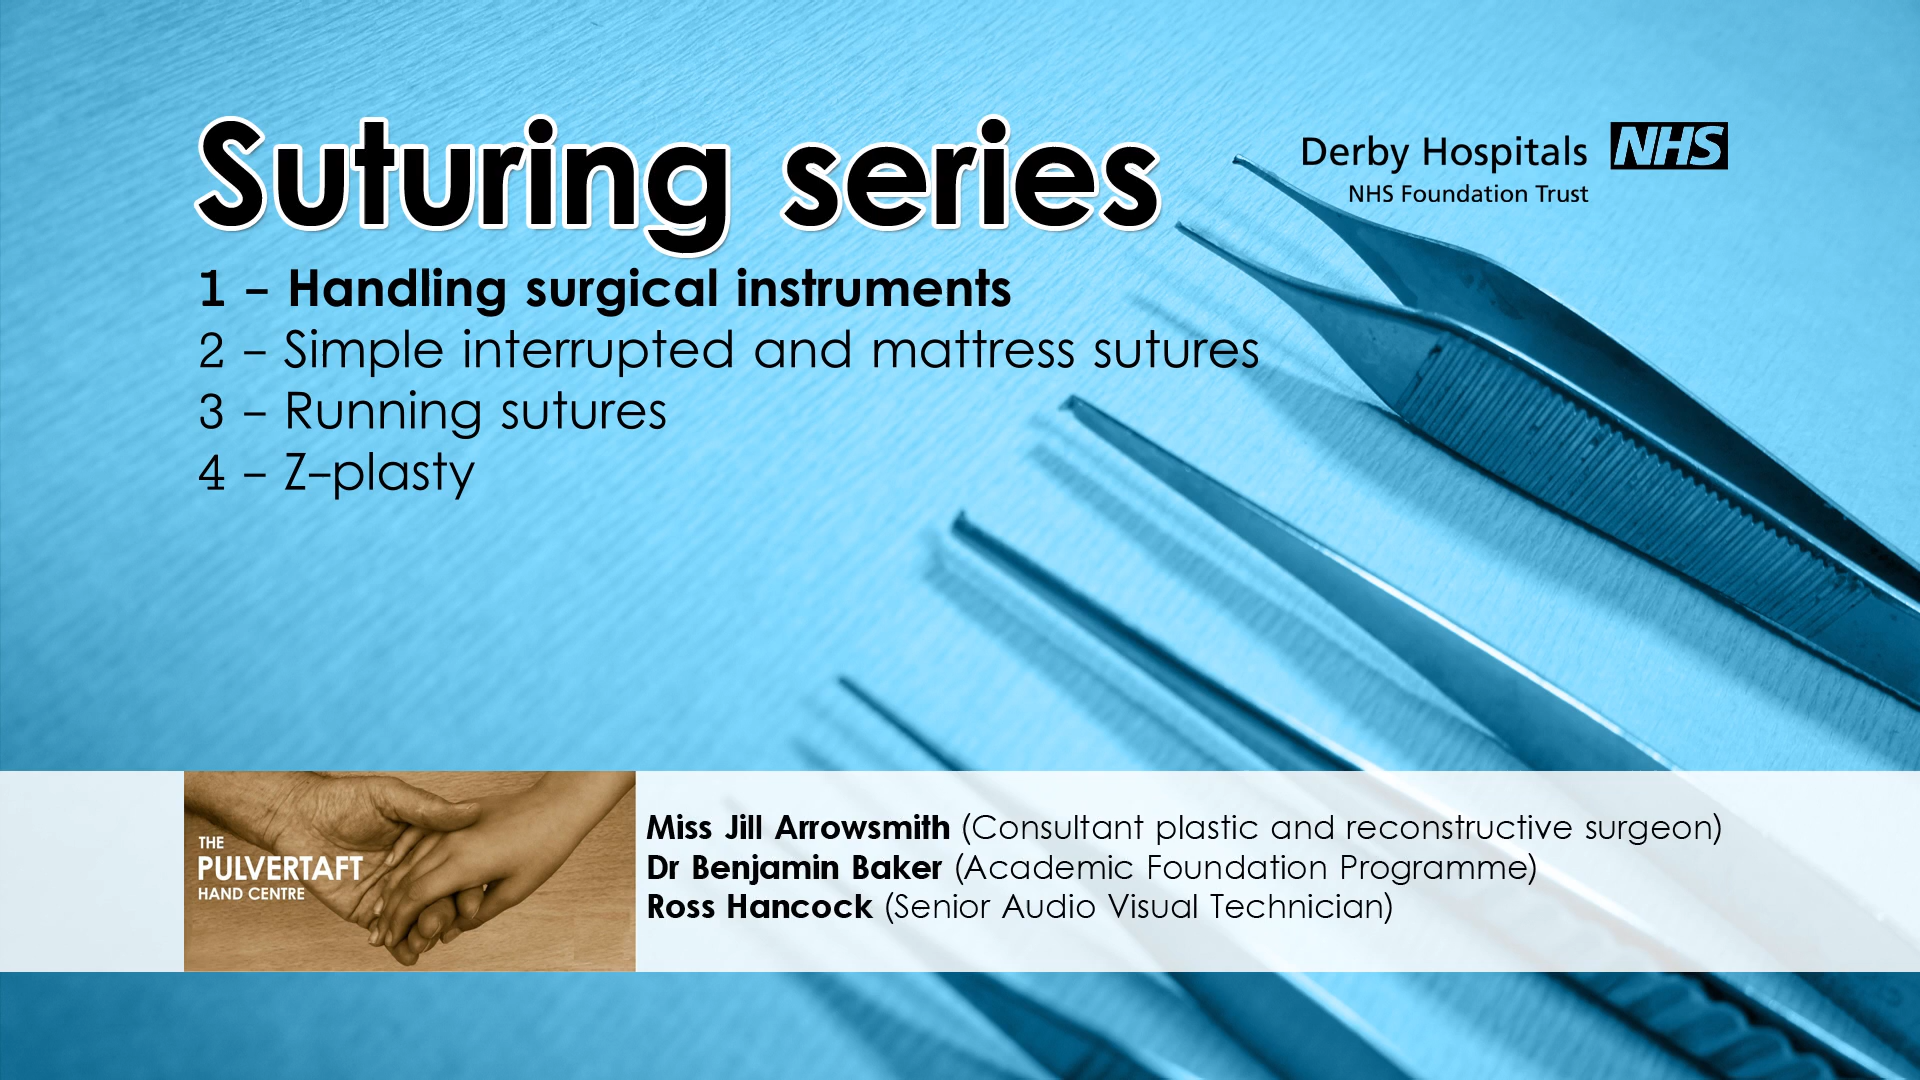 Suturing series
Derby Hospitals NHS
NHS Foundation Trust
1 – Handling surgical instruments
2 – Simple interrupted and mattress sutures
3 – Running sutures
4 – Z-plasty
THE
PULVERTAFT
HAND CENTRE
Miss Jill Arrowsmith (Consultant plastic and reconstructive surgeon)
Dr Benjamin Baker (Academic Foundation Programme)
Ross Hancock (Senior Audio Visual Technician)